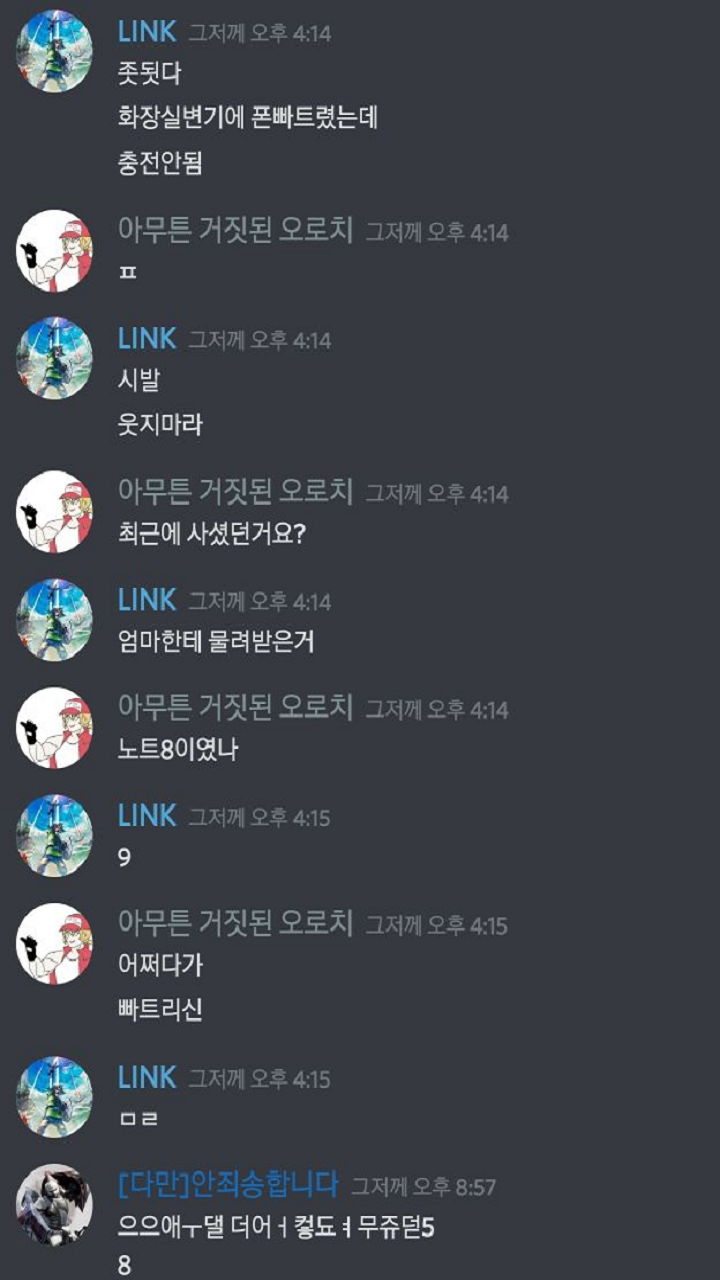 LINK 그저께 오후 4:14
좃됫다
화장실변기에 폰빠트렸는데
충전안됨
아무튼 거짓된 오로치 그저께 오후 4:14
ㅍ
LINK 그저께 오후 4:14
시발
웃지마라
아무튼 거짓된 오로치 그저께 오후 4:14
최근에 사셨던거요?
LINK 그저께 오후 4:14
엄마한테 물려받은거
아무튼 거짓된 오로치 그저께 오후 4:14
노트8이였나
LINK 그저께 오후 4:15
9
아무튼 거짓된 오로치 그저께 오후 4:15
어쩌다가
빠트리신
LINK 그저께 오후 4:15
ㅁㄹ
[다만]안죄송합니다 그저께 오후 8:57
으으애ㅜ댈 더어ㅓ컇됴ㅕ무쥬덛5
8